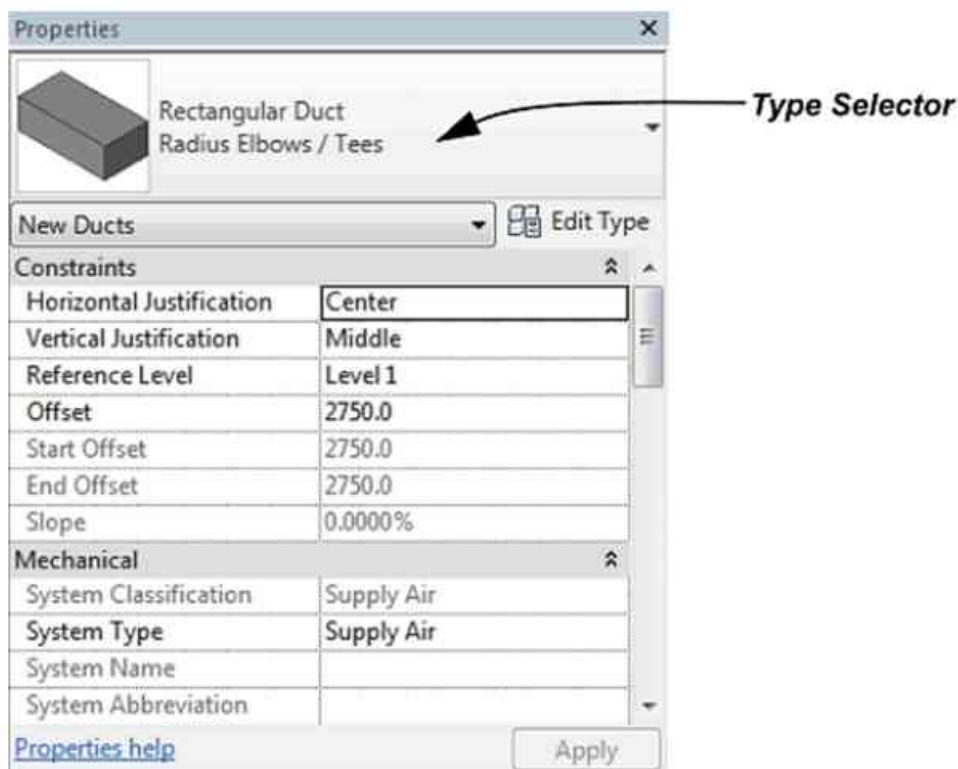 Properties
Rectangular Duct
Radius Elbows / Tees
Type Selector
New Ducts Edit Type
Constraints
Horizontal Justification Center
Vertical Justification Middle
Reference Level Level 1
Offset 2750.0
Start Offset 2750.0
End Offset 2750.0
Slope 0.0000%
Mechanical
System Classification Supply Air
System Type Supply Air
System Name
System Abbreviation
Properties help Apply